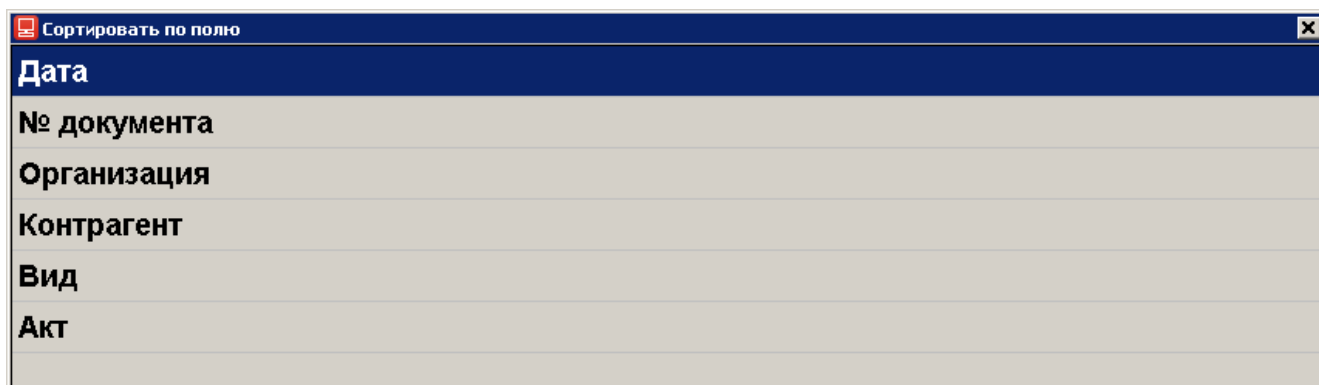 Сортировать по полю
Дата
№ документа
Организация
Контрагент
Вид
Акт